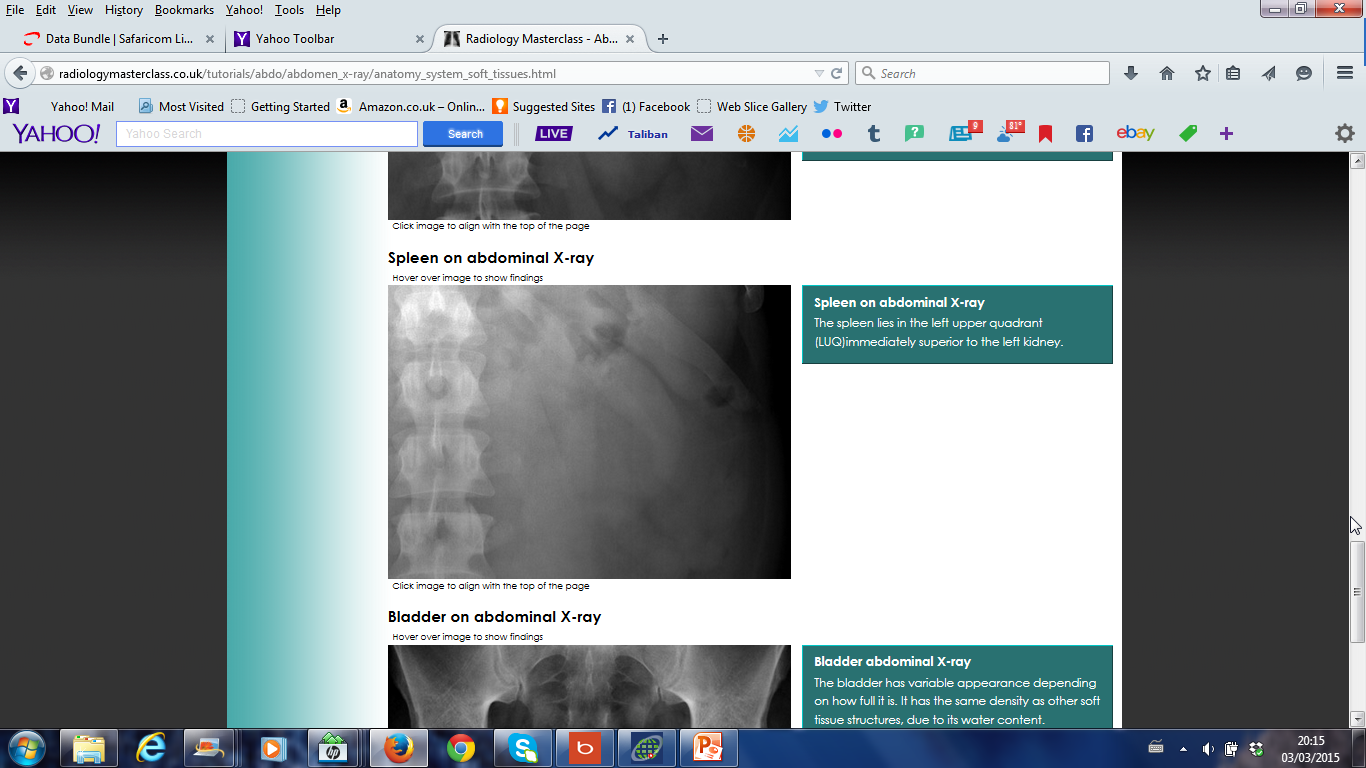 File Edit View History Bookmarks Yahoo! Tools Help
Data Bundle | Safaricom Li...
Yahoo Toolbar
Radiology Masterclass - Ab...
radiologymasterclass.co.uk/tutorials/abdo/abdomen_x-ray/anatomy_system_soft_tissues.html
Search
Yahoo! Mail
Most Visited
Getting Started
Amazon.co.uk – Onlin...
Suggested Sites
(1) Facebook
Web Slice Gallery
Twitter
YAHOO!
Yahoo Search
Search
LIVE
Taliban
9
81°
ebay
Click image to align with the top of the page
Spleen on abdominal X-ray
Hover over image to show findings
Spleen on abdominal X-ray
The spleen lies in the left upper quadrant
(LUQ)immediately superior to the left kidney.
Click image to align with the top of the page
Bladder on abdominal X-ray
Hover over image to show findings
Bladder abdominal X-ray
The bladder has variable appearance depending
on how full it is. It has the same density as other soft
tissue structures, due to its water content.
20:15
03/03/2015